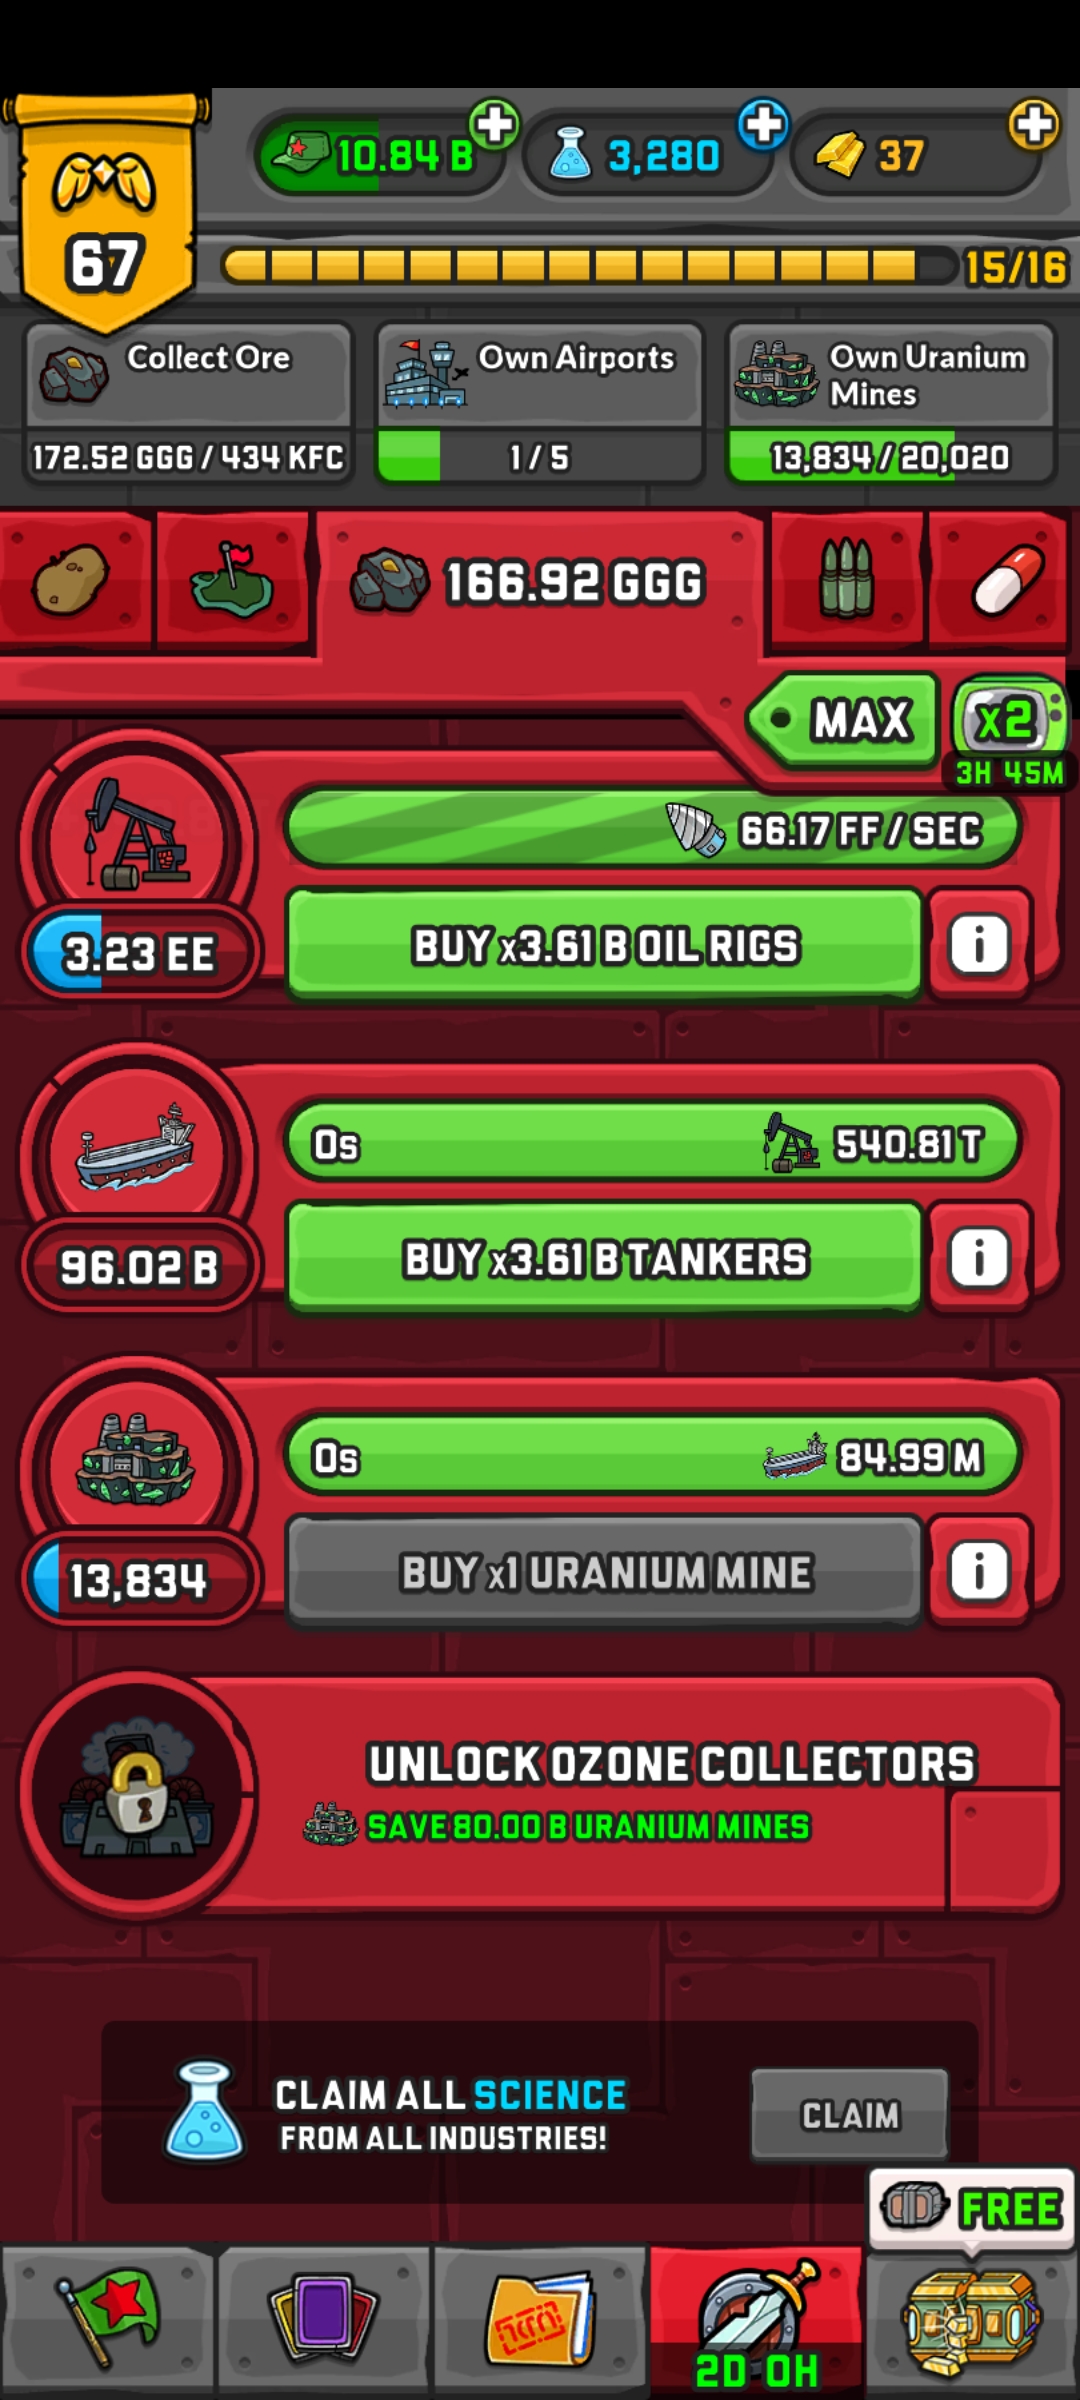 10.84 B
3,280
37
67
15/16
Collect Ore
172.52 GGG / 434 KFC
Own Airports
1 / 5
Own Uranium
Mines
13,834 / 20,020
166.92 GGG
MAX
x2
3H 45M
66.17 FF / SEC
3.23 EE
BUY x3.61 B OIL RIGS
i
0s
540.81 T
96.02 B
BUY x3.61 B TANKERS
i
0s
84.99 M
13,834
BUY x1 URANIUM MINE
i
UNLOCK OZONE COLLECTORS
SAVE 80.00 B URANIUM MINES
CLAIM ALL SCIENCE
FROM ALL INDUSTRIES!
CLAIM
FREE
2D 0H